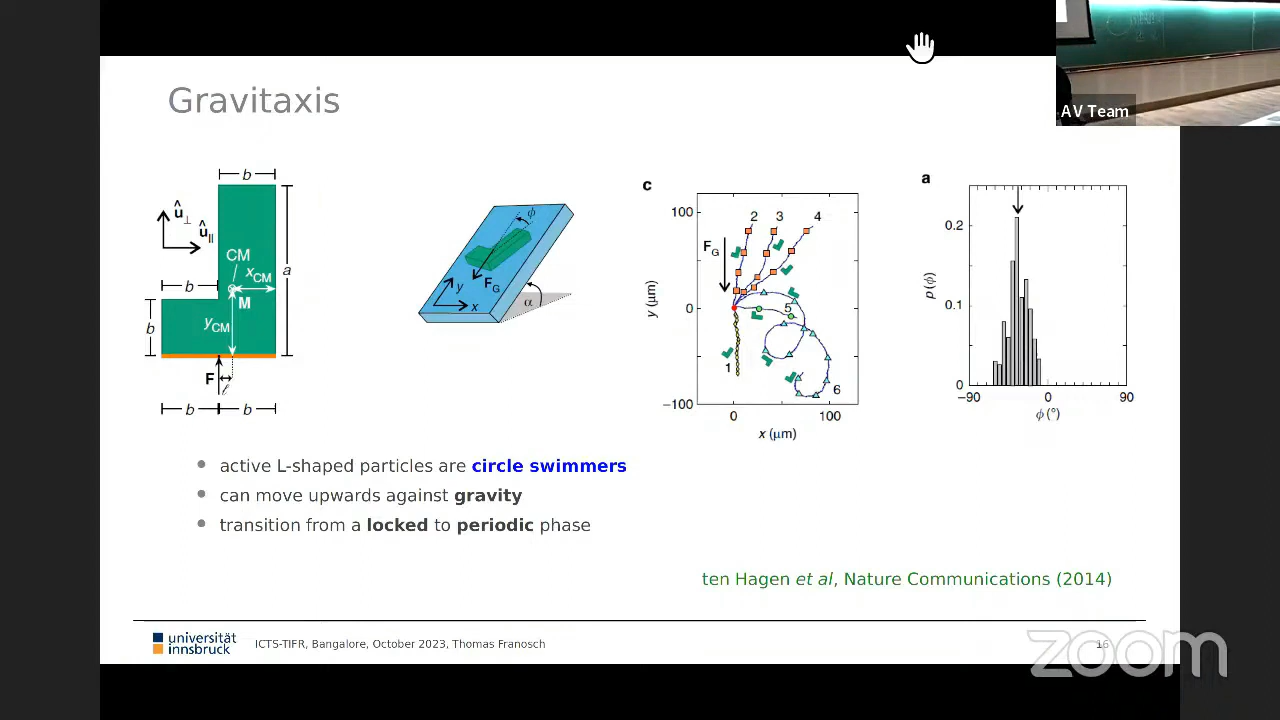 AV Team
Gravitaxis
b
û⊥
û||
CM
x_CM
a
b
M
b
y_CM
F
ℓ
b
b
ϕ
F_G
y
x
α
c
100
2
3
4
F_G
y (μm)
0
5
1
6
−100
0
100
x (μm)
a
0.2
p(ϕ)
0.1
0
−90
0
90
ϕ (°)
active L-shaped particles are circle swimmers
can move upwards against gravity
transition from a locked to periodic phase
ten Hagen et al, Nature Communications (2014)
universität
innsbruck
ICTS-TIFR, Bangalore, October 2023, Thomas Franosch
16
zoom